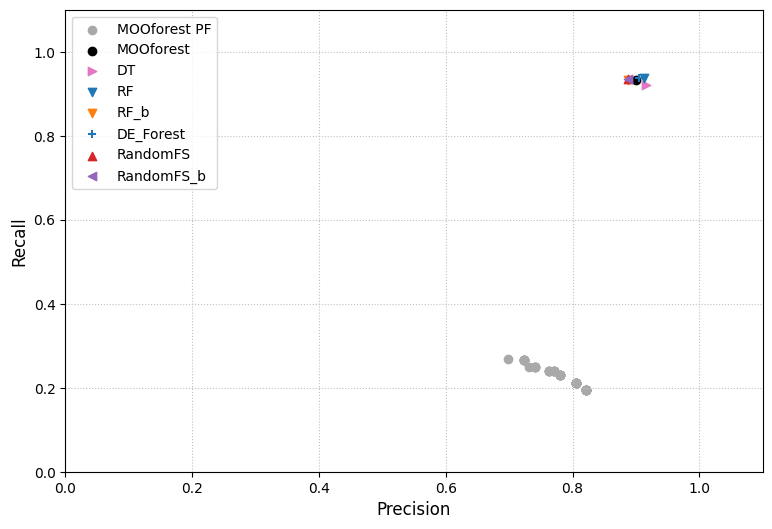 MOOforest PF
MOOforest
DT
RF
RF_b
DE_Forest
RandomFS
RandomFS_b
1.0
0.8
0.6
0.4
0.2
0.0
Recall
0.0 0.2 0.4 0.6 0.8 1.0
Precision